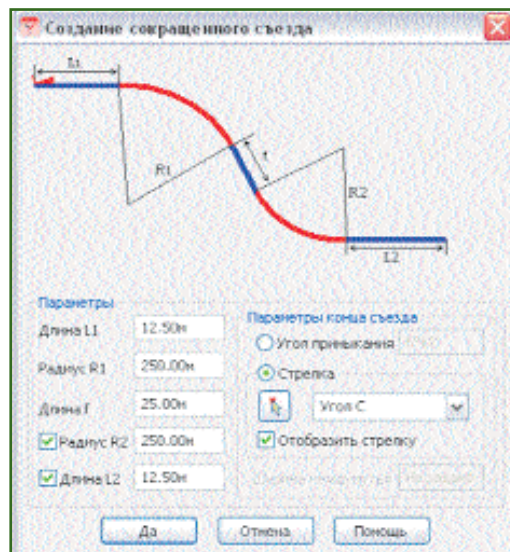 Создание сокращенного съезда
L1
R1
f
R2
L2
Параметры
Длина L1 12.50м
Радиус R1 250.00м
Длина f 25.00м
Радиус R2 250.00м
Длина L2 12.50м
Параметры конца съезда
Угол примыкания
Стрелка
Угол C
Отобразить стрелку
Да Отмена Помощь